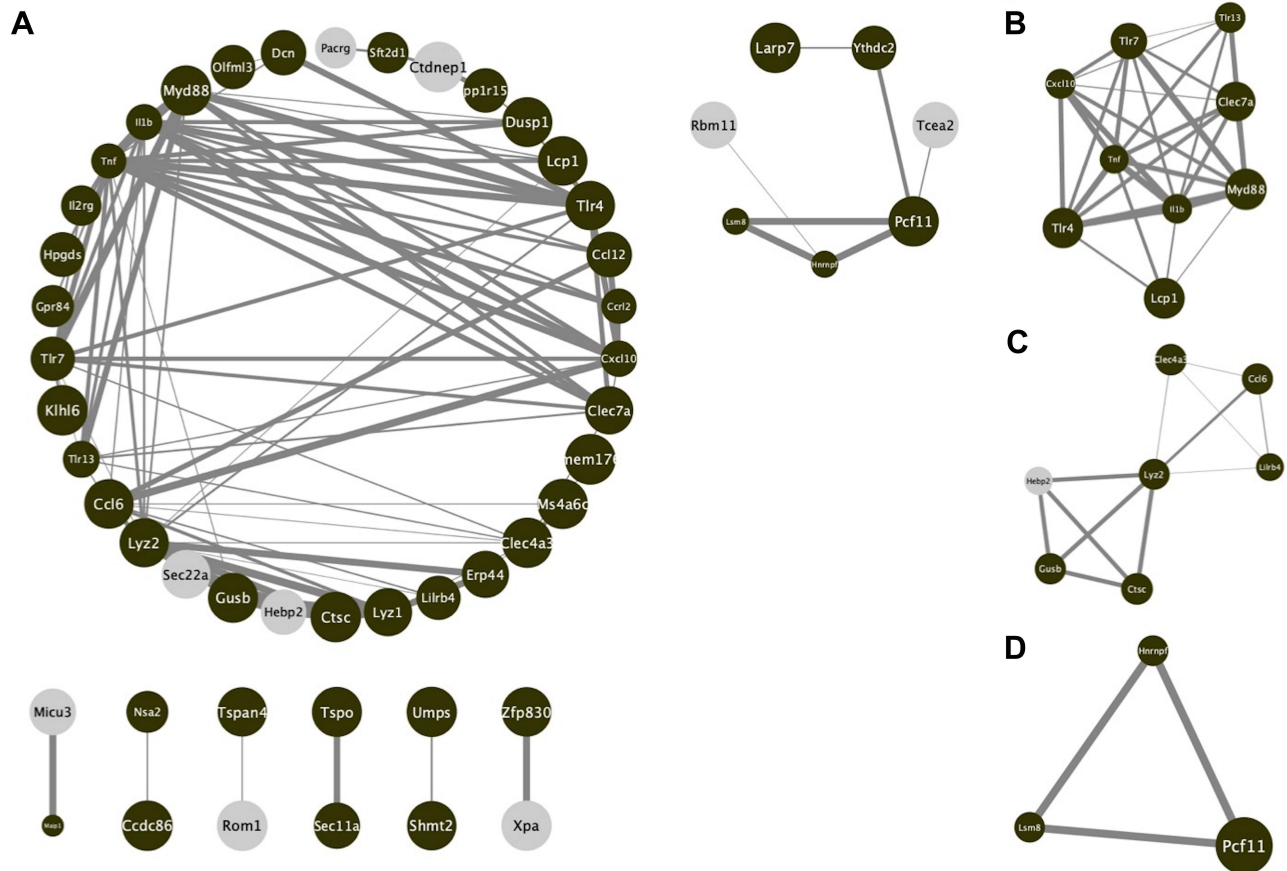 A
Pacrg
Sft2d1
Ctdnep1
pp1r15
Dusp1
Lcp1
Tlr4
Ccl12
Ccrl2
Cxcl10
Clec7a
mem176
Ms4a6c
Clec4a3
Erp44
Lilrb4
Lyz1
Ctsc
Hebp2
Gusb
Sec22a
Lyz2
Ccl6
Tlr13
Klhl6
Tlr7
Gpr84
Hpgds
Il2rg
Tnf
Il1b
Myd88
Olfml3
Dcn
Larp7
Ythdc2
Rbm11
Tcea2
Lsm8
Pcf11
Hnrnpf
Micu3
Nsa2
Tspan4
Tspo
Umps
Zfp830
Ccdc86
Rom1
Sec11a
Shmt2
Xpa
B
Tlr13
Tlr7
Cxcl10
Clec7a
Tnf
Myd88
Il1b
Tlr4
Lcp1
C
Clec4a3
Ccl6
Lilrb4
Lyz2
Hebp2
Gusb
Ctsc
D
Hnrnpf
Lsm8
Pcf11